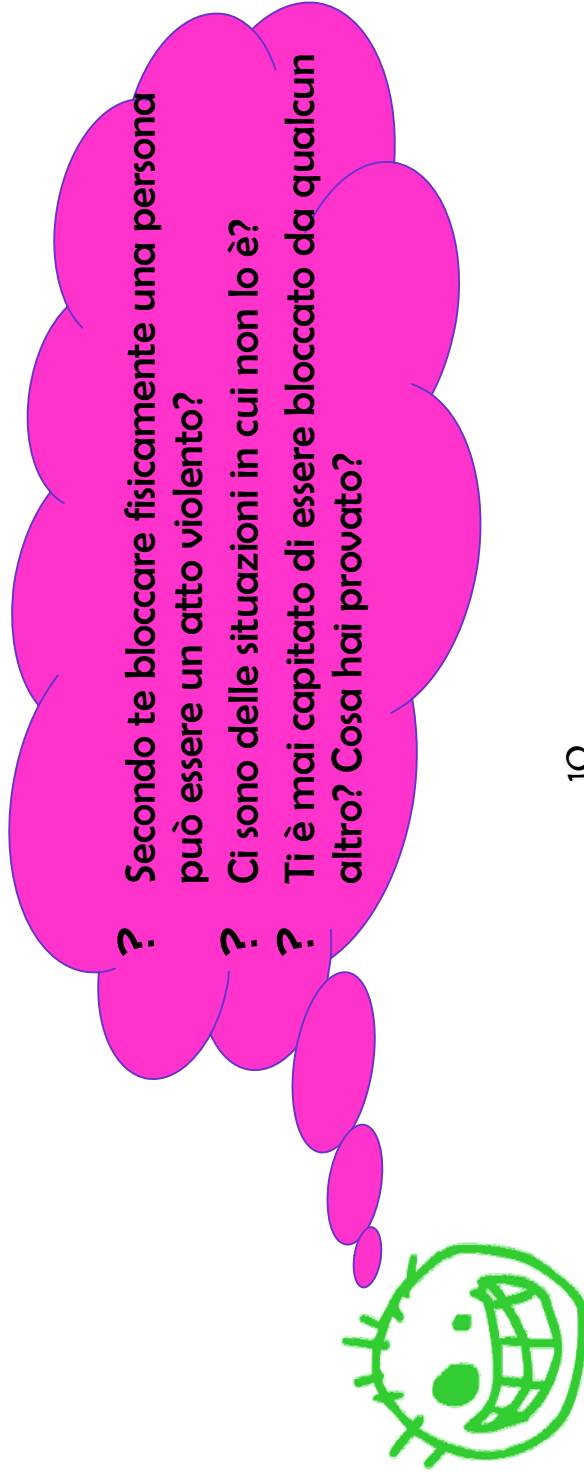 ? Secondo te bloccare fisicamente una persona
può essere un atto violento?
? Ci sono delle situazioni in cui non lo è?
? Ti è mai capitato di essere bloccato da qualcun
altro? Cosa hai provato?
10